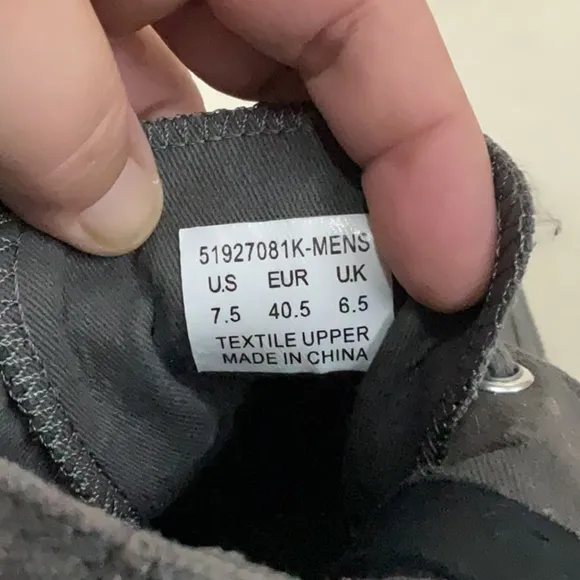 51927081K-MENS
U.S EUR U.K
7.5 40.5 6.5
TEXTILE UPPER
MADE IN CHINA